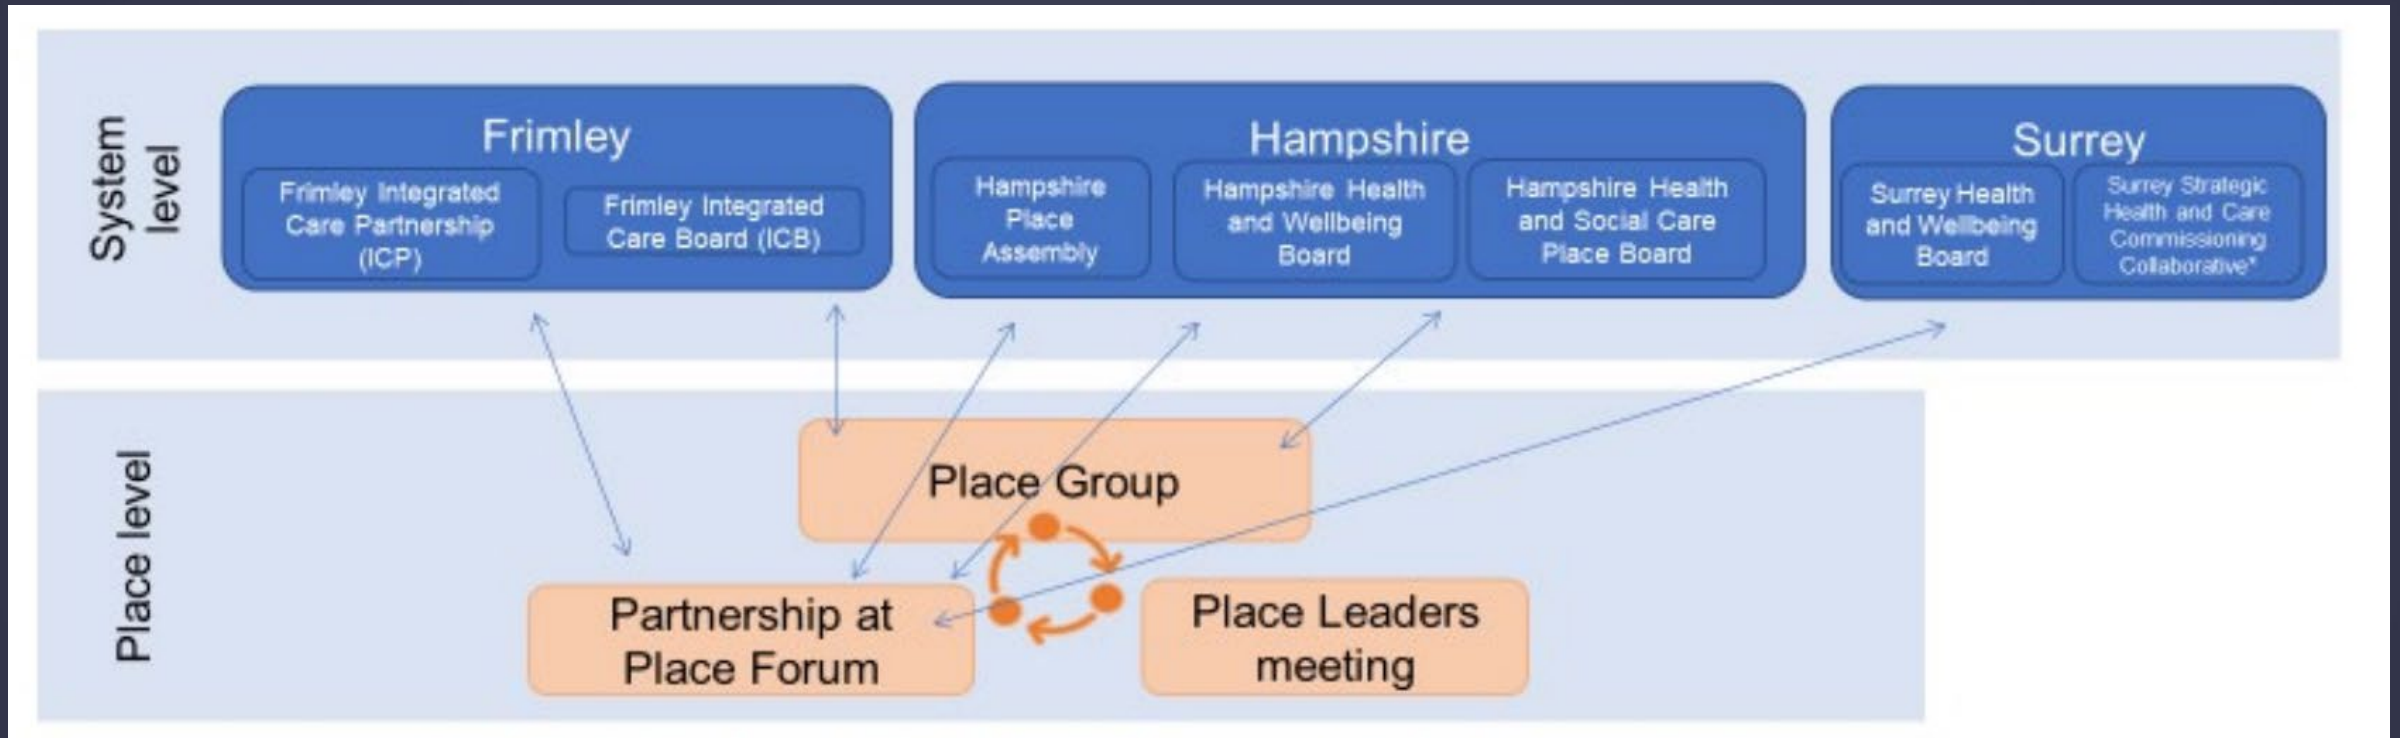 System
level
Frimley
Frimley Integrated
Care Partnership
(ICP)
Frimley Integrated
Care Board (ICB)
Hampshire
Hampshire
Place
Assembly
Hampshire Health
and Wellbeing
Board
Hampshire Health
and Social Care
Place Board
Surrey
Surrey Health
and Wellbeing
Board
Surrey Strategic
Health and Care
Commissioning
Collaborative*
Place level
Place Group
Partnership at
Place Forum
Place Leaders
meeting